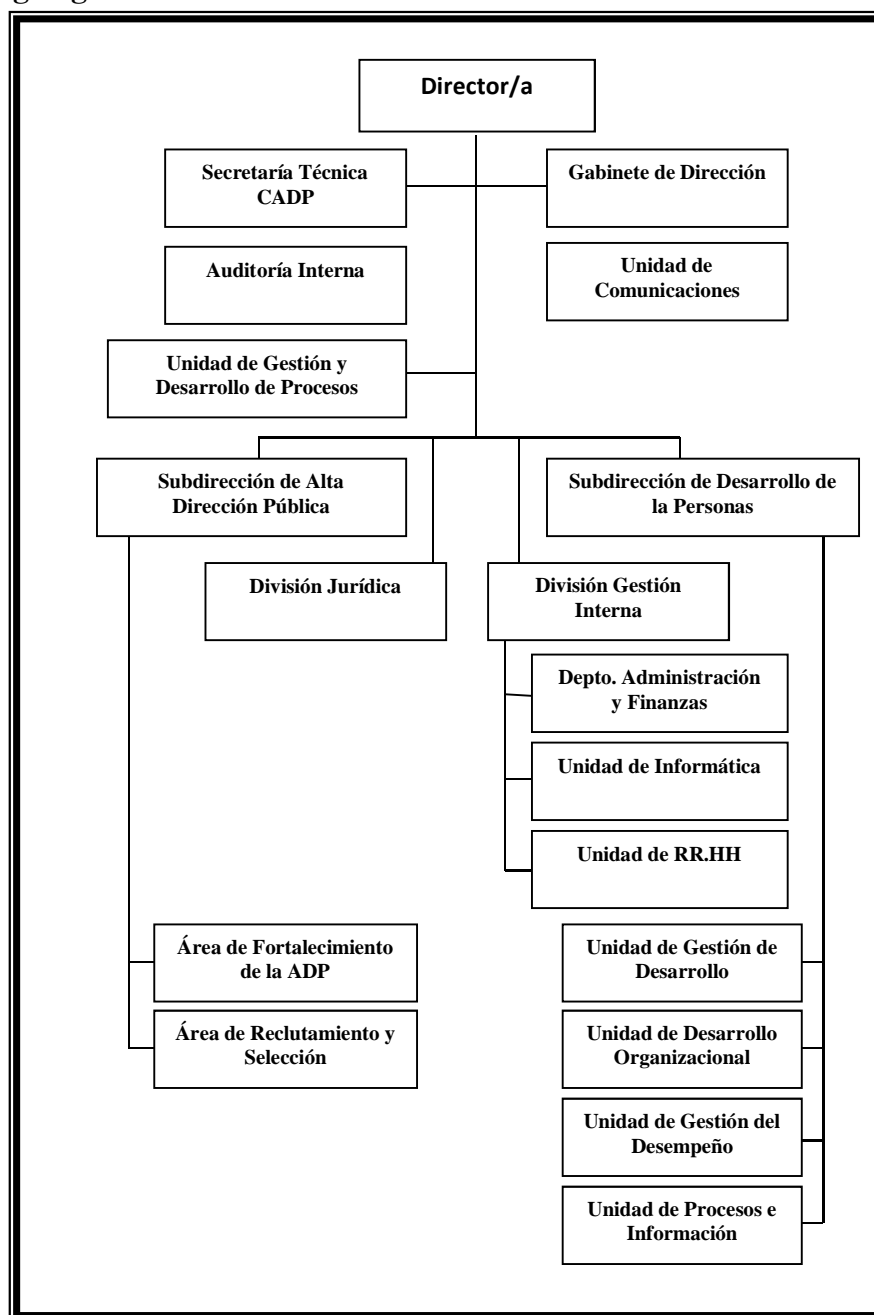 Director/a
Secretaría Técnica
CADP
Gabinete de Dirección
Auditoría Interna
Unidad de
Comunicaciones
Unidad de Gestión y
Desarrollo de Procesos
Subdirección de Alta
Dirección Pública
Subdirección de Desarrollo de
la Personas
División Jurídica
División Gestión
Interna
Depto. Administración
y Finanzas
Unidad de Informática
Unidad de RR.HH
Área de Fortalecimiento
de la ADP
Unidad de Gestión de
Desarrollo
Área de Reclutamiento y
Selección
Unidad de Desarrollo
Organizacional
Unidad de Gestión del
Desempeño
Unidad de Procesos e
Información